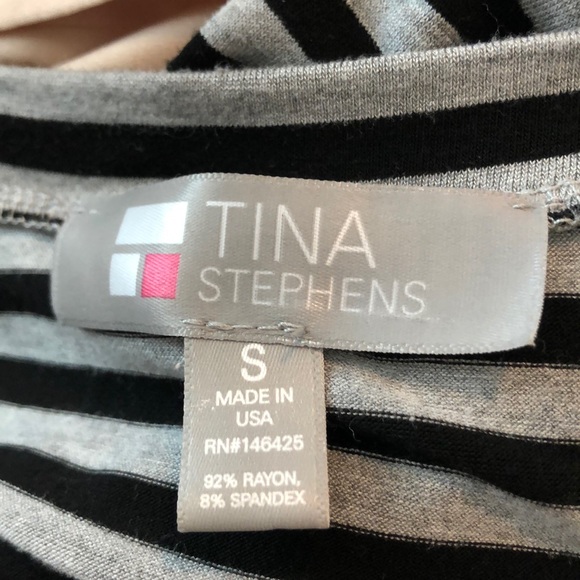 TINA
STEPHENS
S
MADE IN
USA
RN#146425
92% RAYON,
8% SPANDEX